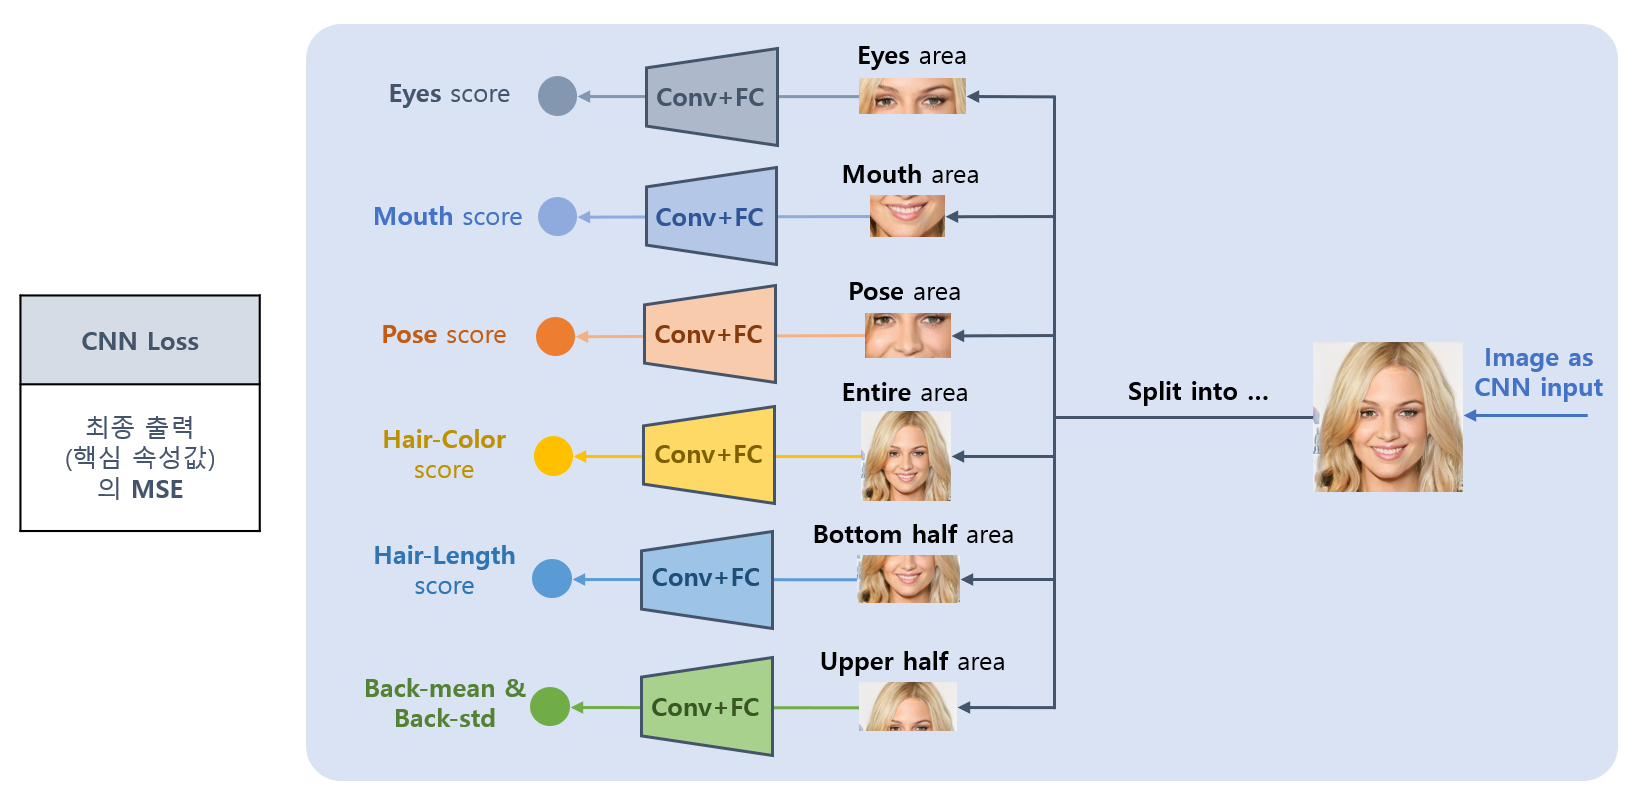 CNN Loss
최종 출력
(핵심 속성값)
의 MSE
Eyes score
Conv+FC
Eyes area
Mouth score
Conv+FC
Mouth area
Pose score
Conv+FC
Pose area
Hair-Color
score
Conv+FC
Entire area
Hair-Length
score
Conv+FC
Bottom half area
Back-mean &
Back-std
Conv+FC
Upper half area
Split into ...
Image as
CNN input